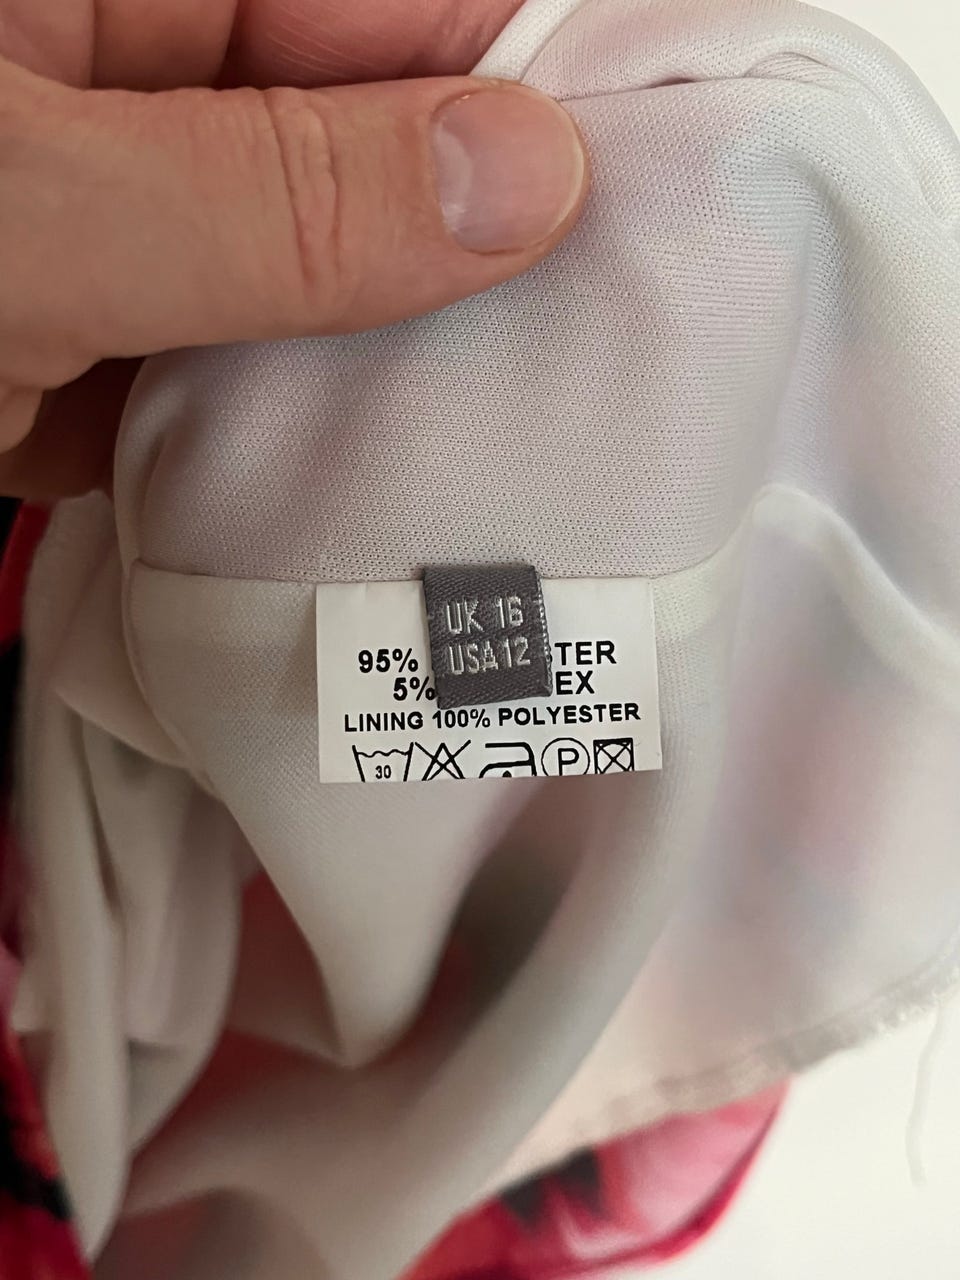 UK 16
USA 12
95% TER
5% EX
LINING 100% POLYESTER
30
P